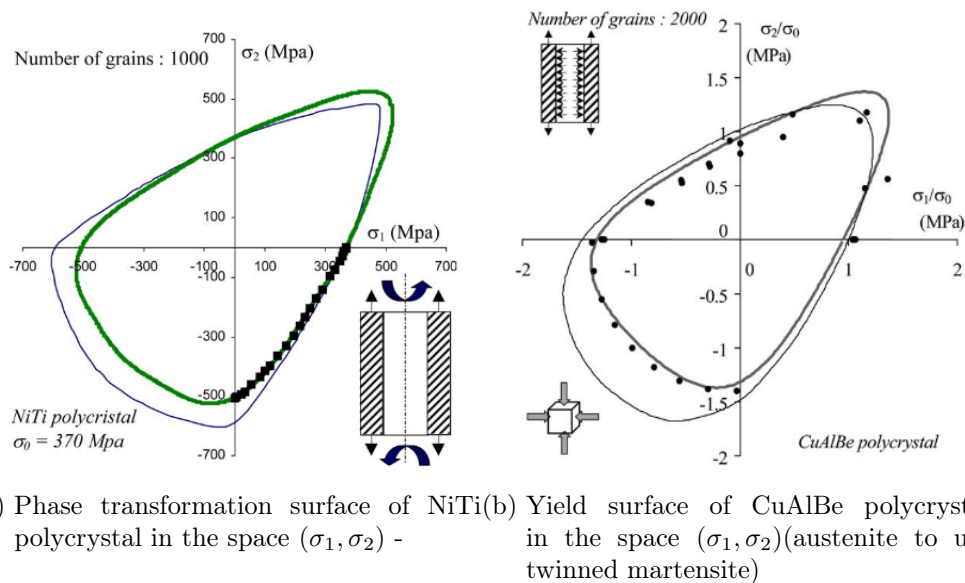 Number of grains : 1000
700
σ2 (Mpa)
500
300
100
σ1 (Mpa)
-700
-500
-300
-100
100
300
500
700
-100
-300
-500
-700
NiTi polycristal
σ0 = 370 Mpa
Number of grains : 2000
2
σ2/σ0
(MPa)
1.5
1
0.5
0
σ1/σ0
(MPa)
-2
-1
0
1
2
-0.5
-1
-1.5
-2
CuAlBe polycrystal
) Phase transformation surface of NiTi
polycrystal in the space (σ1, σ2) -
(b) Yield surface of CuAlBe polycryst
in the space (σ1, σ2)(austenite to u
twinned martensite)